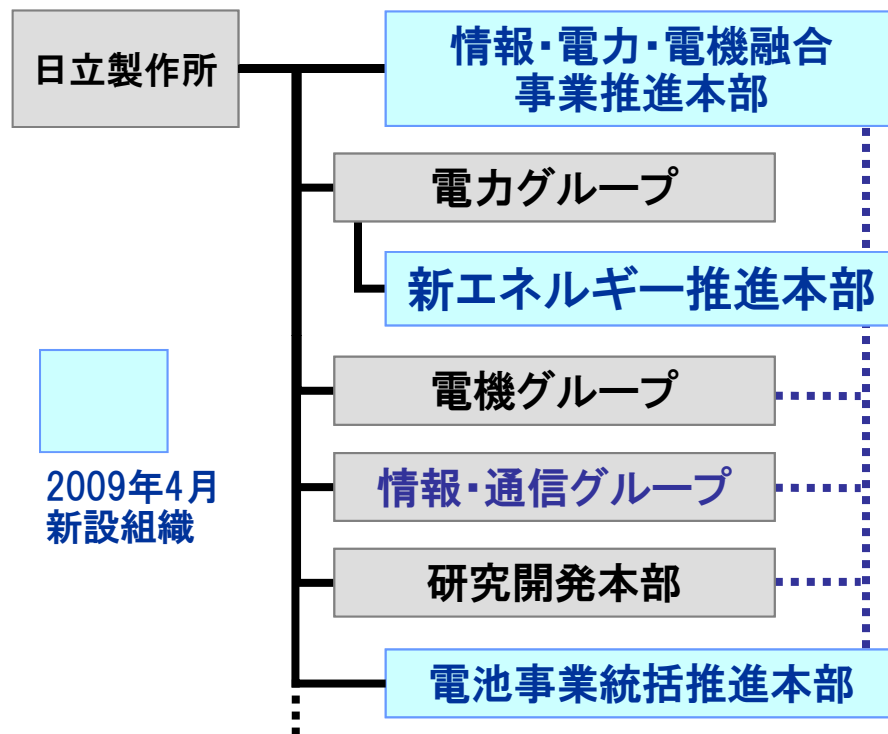 日立製作所
情報・電力・電機融合
事業推進本部
電力グループ
新エネルギー推進本部
電機グループ
情報・通信グループ
研究開発本部
電池事業統括推進本部
2009年4月
新設組織